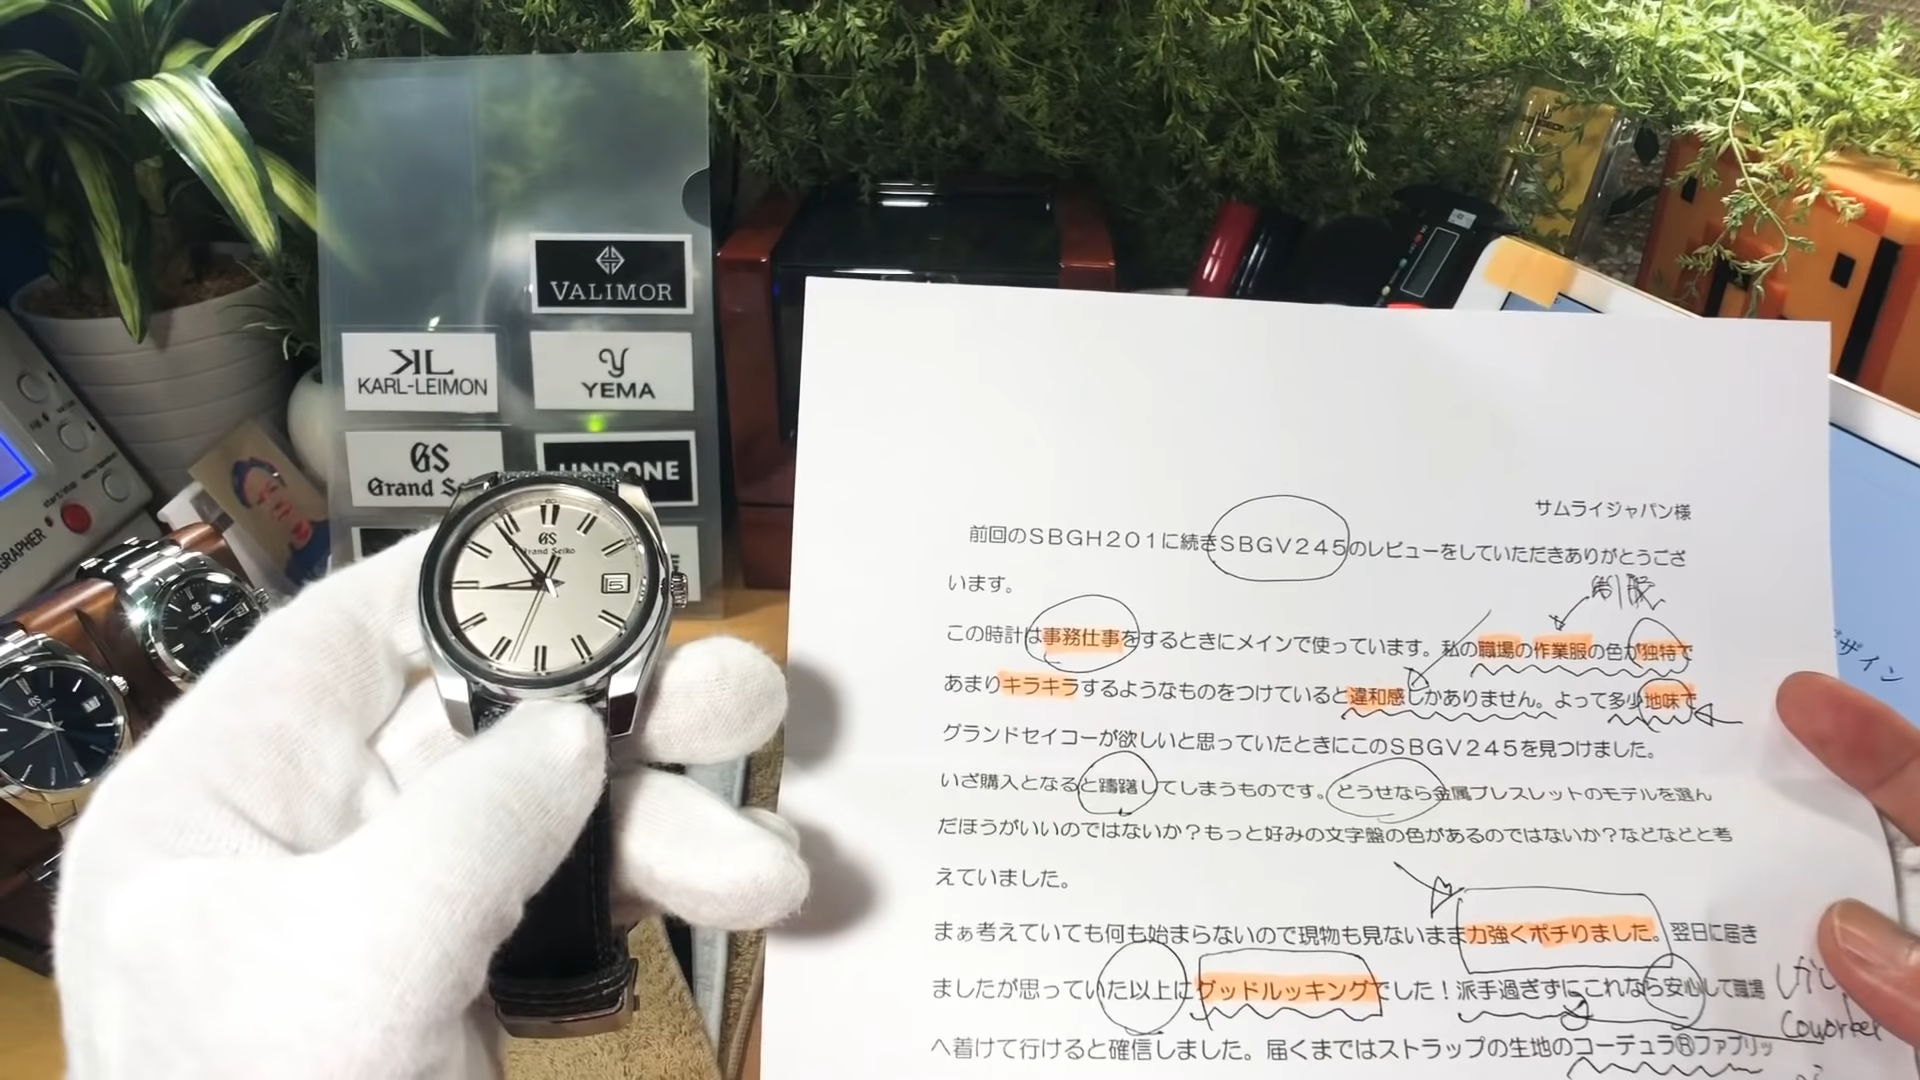 VALIMOR
KL
KARL-LEIMON
Y
YEMA
GS
Grand Se
UNDONE
GS
Grand Seiko
5
GRAPHER
start/stop
サムライジャパン様
前回のSBGH201に続きSBGV245のレビューをしていただきありがとうござ
います。
制服
この時計は事務仕事をするときにメインで使っています。私の職場の作業服の色が独特で
あまりキラキラするようなものをつけていると違和感しかありません。よって多少地味で
グランドセイコーが欲しいと思っていたときにこのSBGV245を見つけました。
いざ購入となると躊躇してしまうものです。どうせなら金属ブレスレットのモデルを選ん
だほうがいいのではないか?もっと好みの文字盤の色があるのではないか?などなどと考
えていました。
まぁ考えていても何も始まらないので現物も見ないまま力強くポチりました。翌日に届き
ましたが思っていた以上にグッドルッキングでした!派手過ぎずにこれなら安心して職場
Coworker
へ着けて行けると確信しました。届くまではストラップの生地のコーデュラ®ファブリッ
ザイン